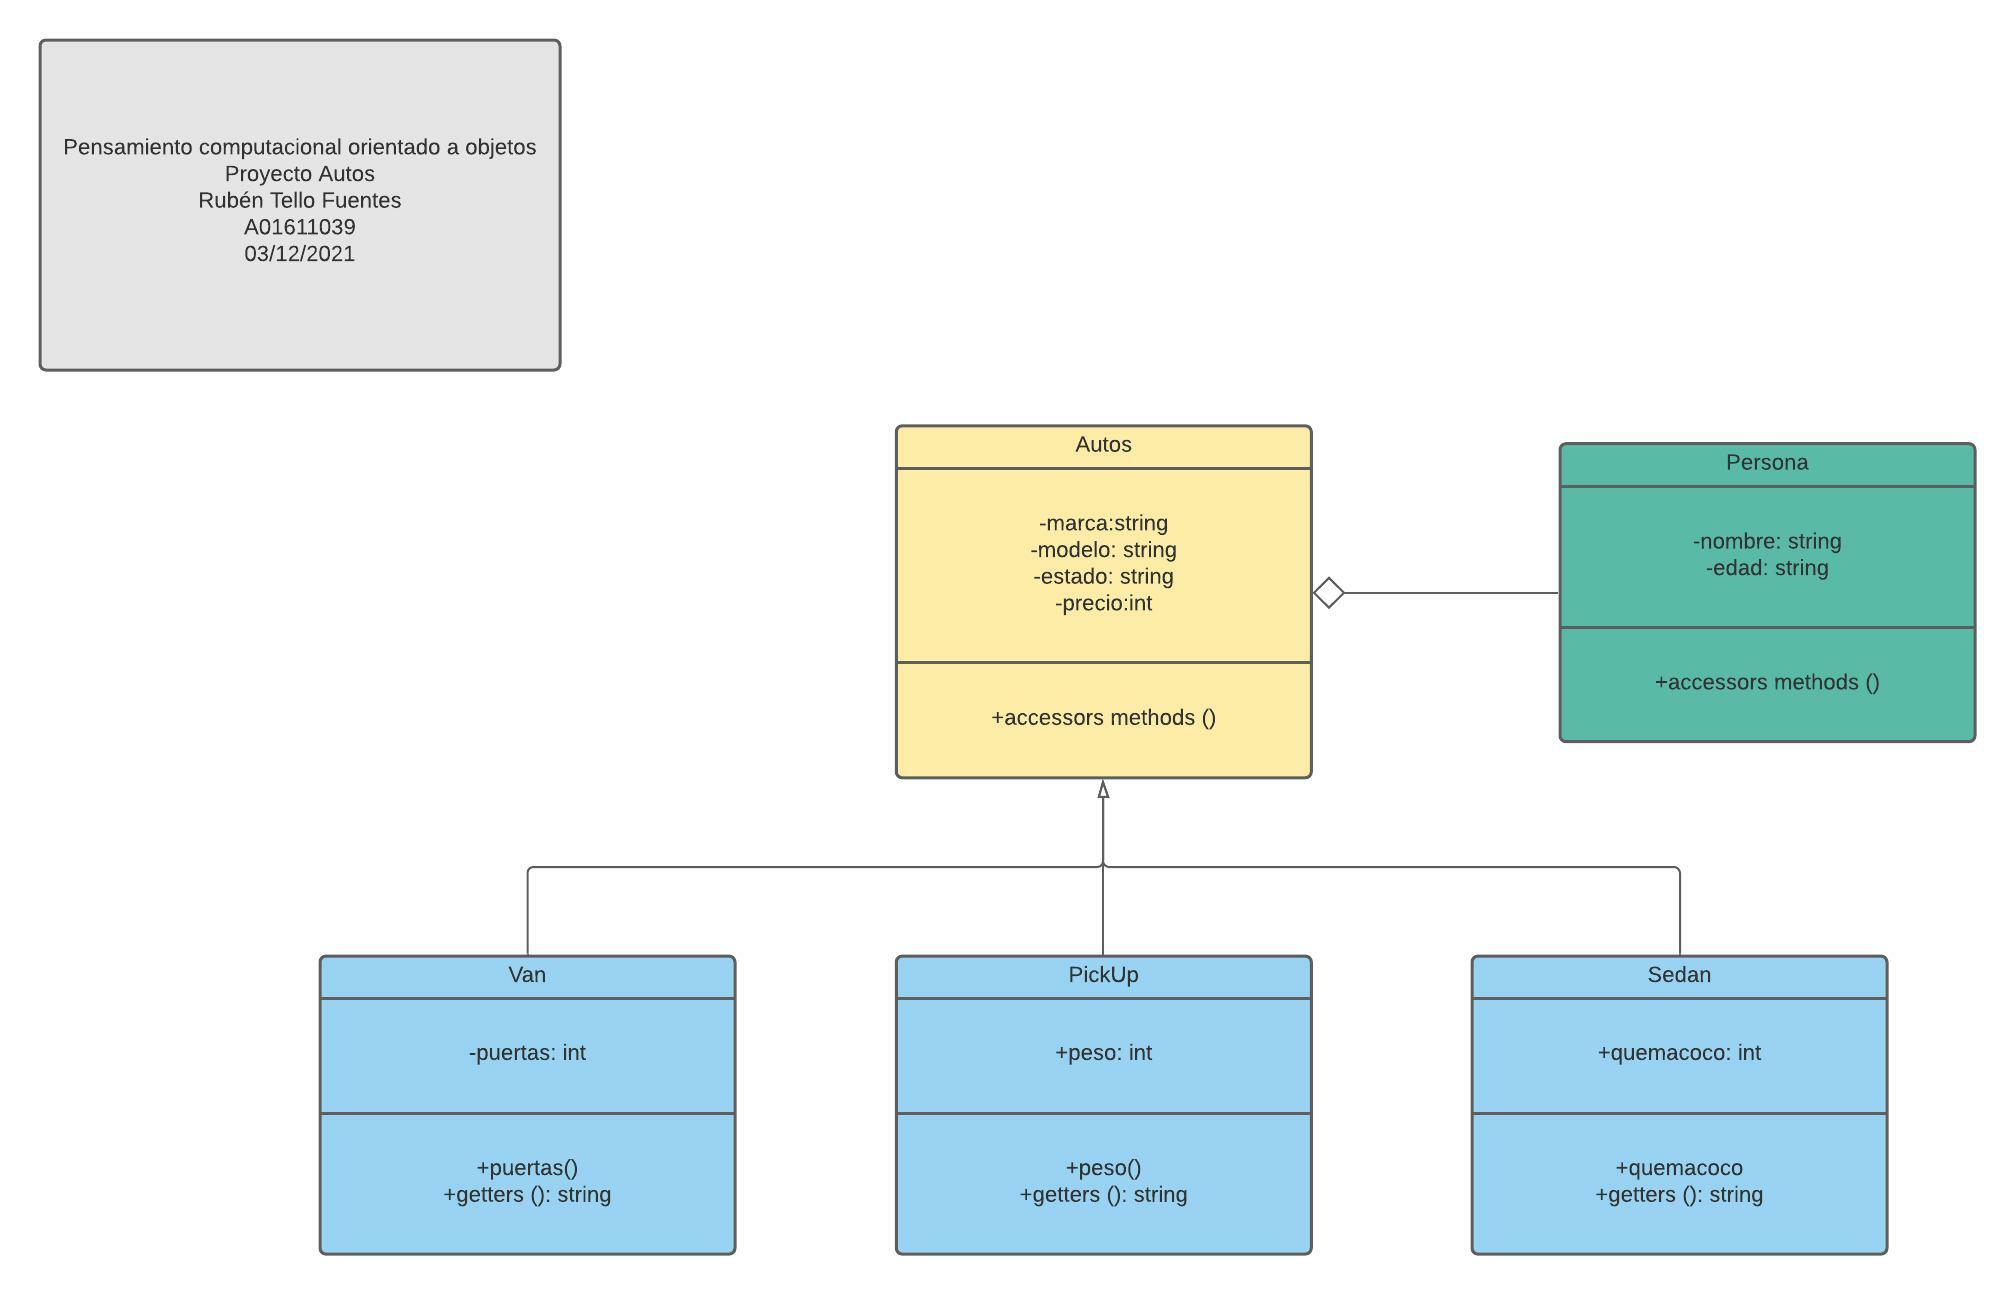 Pensamiento computacional orientado a objetos
Proyecto Autos
Rubén Tello Fuentes
A01611039
03/12/2021
Autos
-marca:string
-modelo: string
-estado: string
-precio:int
+accessors methods ()
Persona
-nombre: string
-edad: string
+accessors methods ()
Van
-puertas: int
+puertas()
+getters (): string
PickUp
+peso: int
+peso()
+getters (): string
Sedan
+quemacoco: int
+quemacoco
+getters (): string